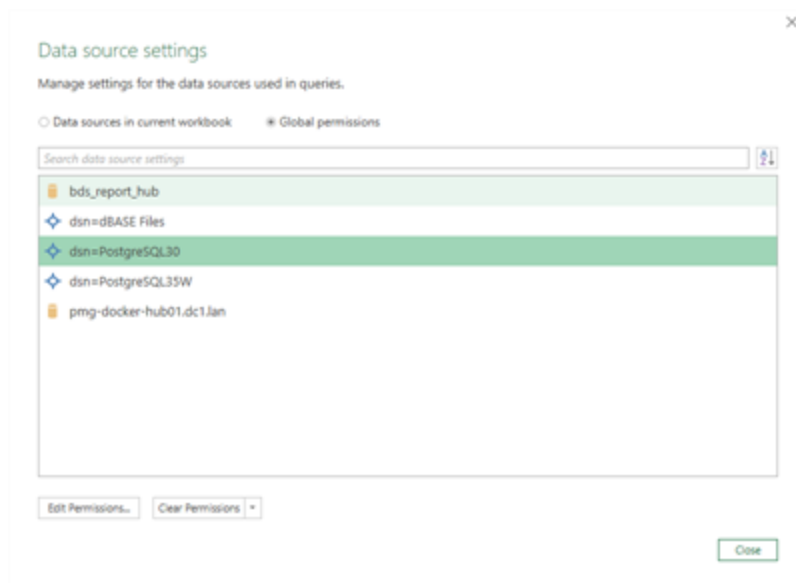 Data source settings
Manage settings for the data sources used in queries.
Data sources in current workbook Global permissions
Search data source settings
bds_report_hub
dsn=dBASE Files
dsn=PostgreSQL30
dsn=PostgreSQL35W
pmg-docker-hub01.dc1.lan
Edit Permissions... Clear Permissions
Close